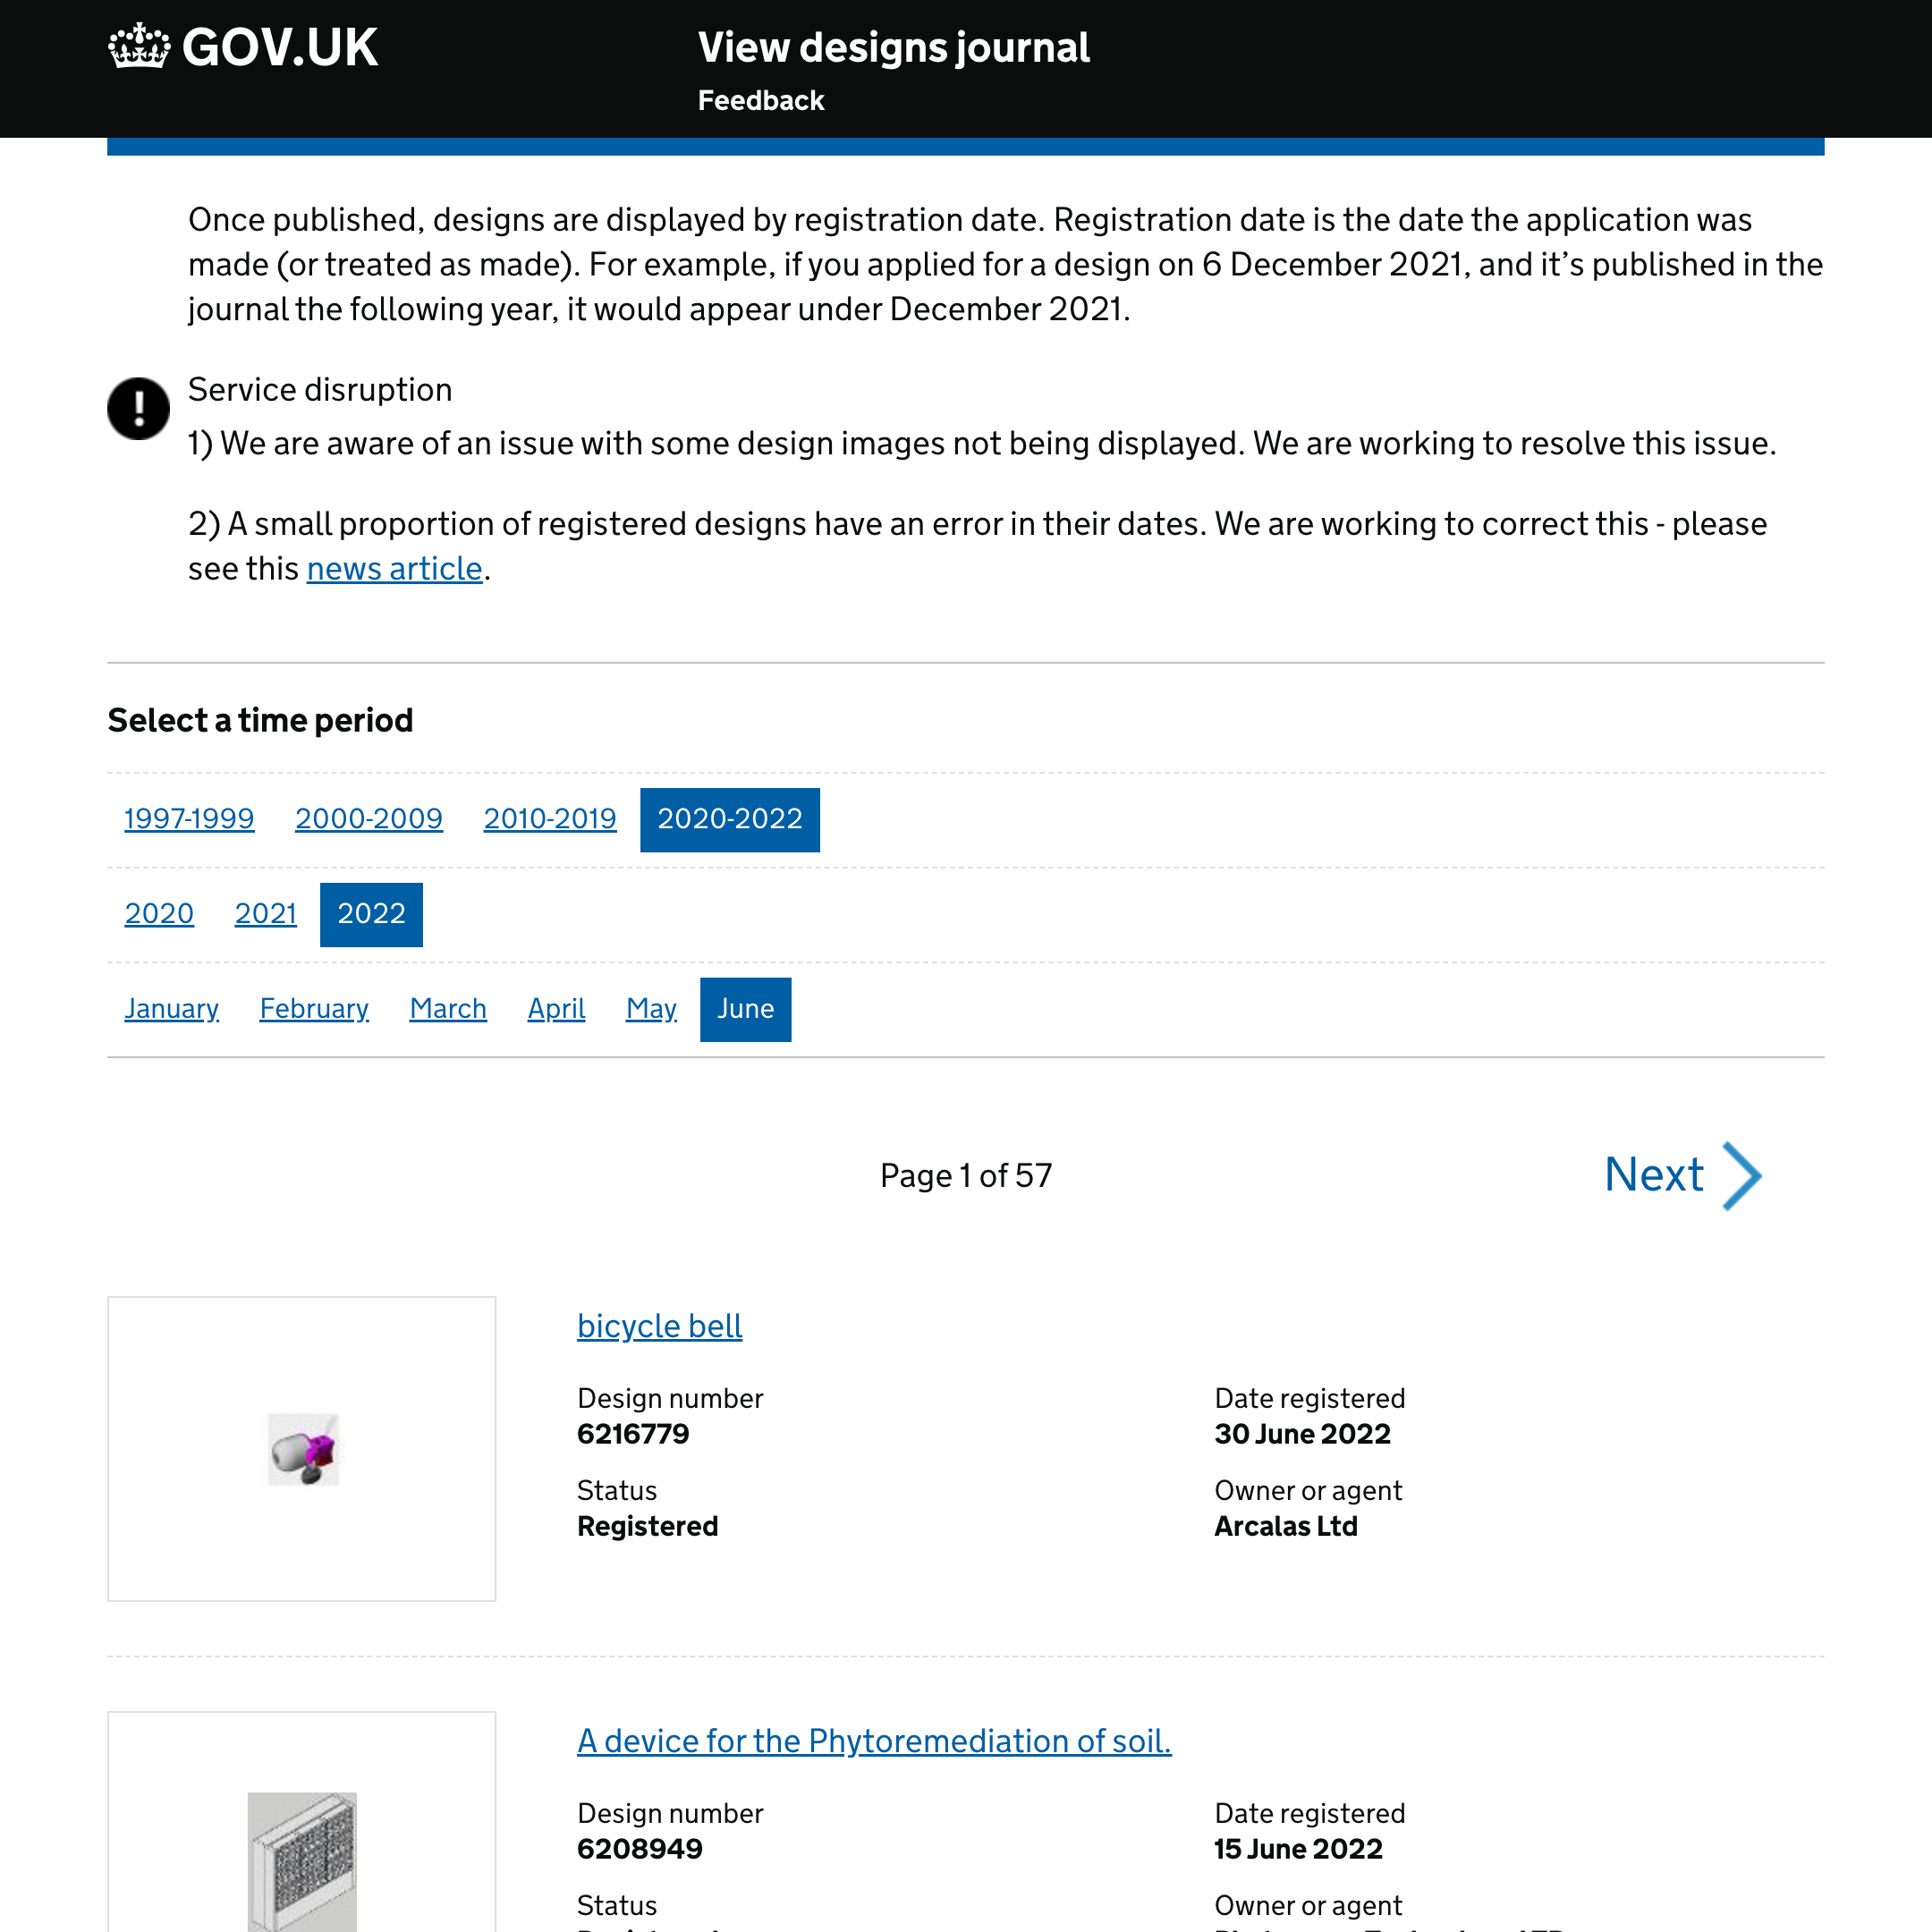 GOV.UK
View designs journal
Feedback
Once published, designs are displayed by registration date. Registration date is the date the application was
made (or treated as made). For example, if you applied for a design on 6 December 2021, and it’s published in the
journal the following year, it would appear under December 2021.
Service disruption
1) We are aware of an issue with some design images not being displayed. We are working to resolve this issue.
2) A small proportion of registered designs have an error in their dates. We are working to correct this - please
see this news article.
Select a time period
1997-1999 2000-2009 2010-2019 2020-2022
2020 2021 2022
January February March April May June
Page 1 of 57
Next
bicycle bell
Design number
6216779
Date registered
30 June 2022
Status
Registered
Owner or agent
Arcalas Ltd
A device for the Phytoremediation of soil.
Design number
6208949
Date registered
15 June 2022
Status
Owner or agent